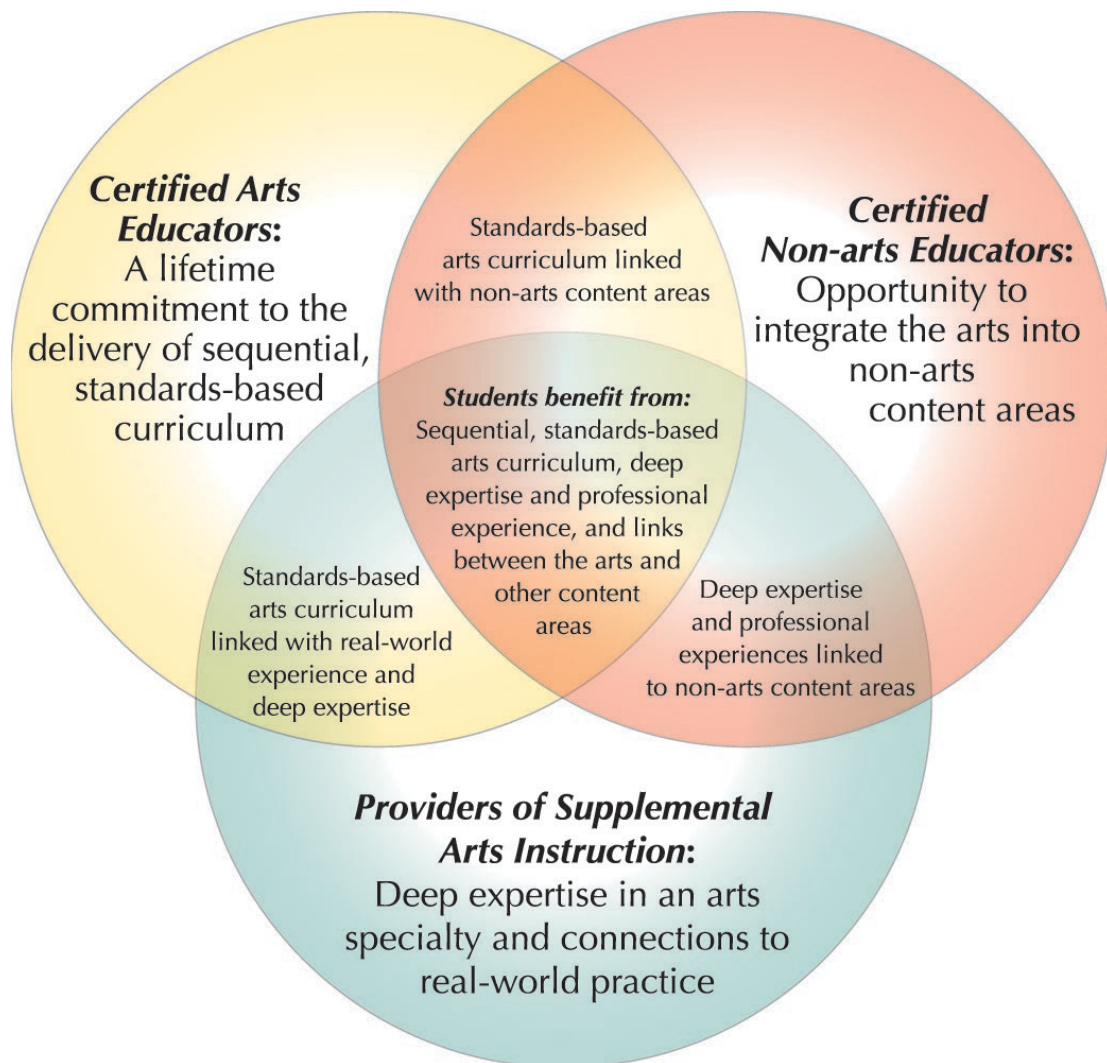 Certified Arts
Educators:
A lifetime
commitment to the
delivery of sequential,
standards-based
curriculum
Standards-based
arts curriculum linked
with non-arts content areas
Certified
Non-arts Educators:
Opportunity to
integrate the arts into
non-arts
content areas
Students benefit from:
Sequential, standards-based
arts curriculum, deep
expertise and professional
experience, and links
between the arts and
other content
areas
Standards-based
arts curriculum
linked with real-world
experience and
deep expertise
Deep expertise
and professional
experiences linked
to non-arts content areas
Providers of Supplemental
Arts Instruction:
Deep expertise in an arts
specialty and connections to
real-world practice